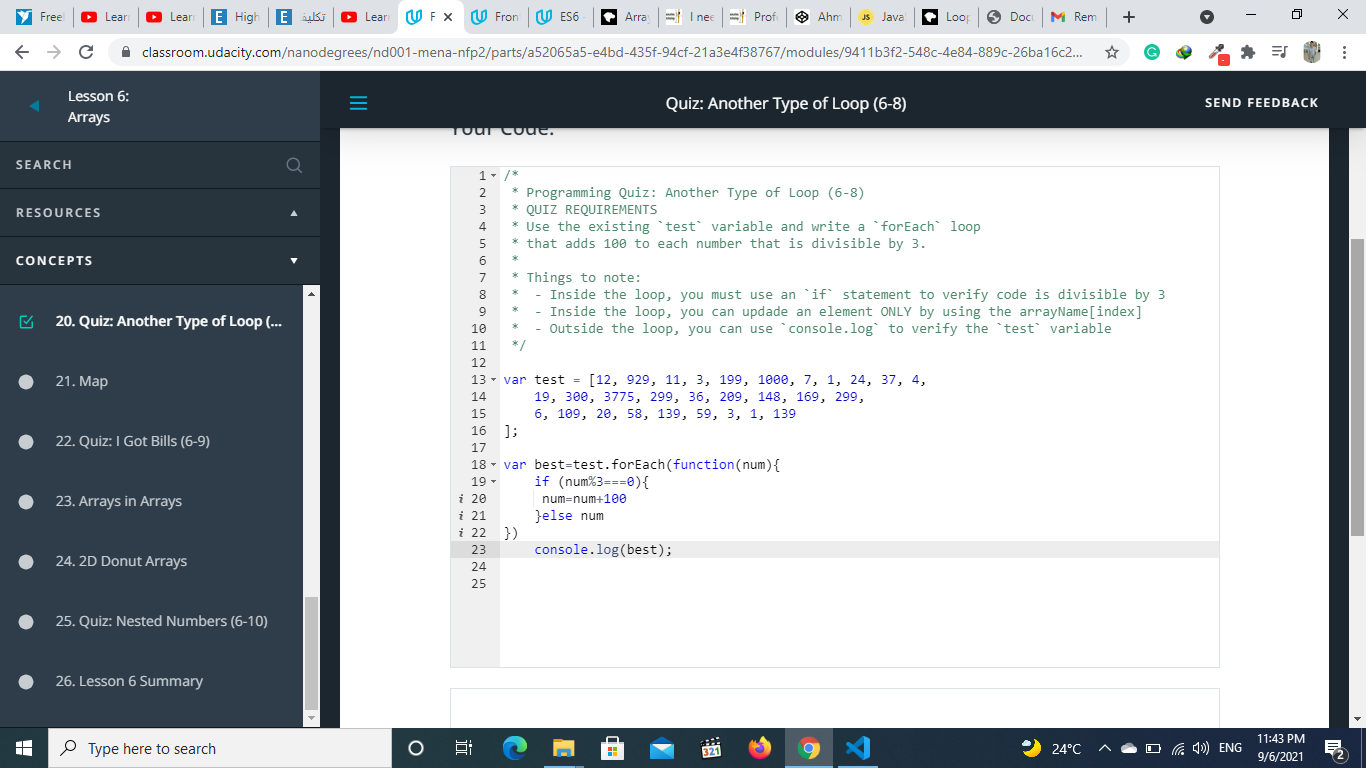 Freel
Lear
Lear
High
تكليف
Lear
F
Fron
ES6
Array
I nee
Prof
Ahm
JS Java
Loop
Doc
Rem
classroom.udacity.com/nanodegrees/nd001-mena-nfp2/parts/a52065a5-e4bd-435f-94cf-21a3e4f38767/modules/9411b3f2-548c-4e84-889c-26ba16c2...
Lesson 6:
Arrays
Quiz: Another Type of Loop (6-8)
SEND FEEDBACK
SEARCH
RESOURCES
CONCEPTS
20. Quiz: Another Type of Loop (...
21. Map
22. Quiz: I Got Bills (6-9)
23. Arrays in Arrays
24. 2D Donut Arrays
25. Quiz: Nested Numbers (6-10)
26. Lesson 6 Summary
Your Code:
1 /*
2  * Programming Quiz: Another Type of Loop (6-8)
3  * QUIZ REQUIREMENTS
4  * Use the existing `test` variable and write a `forEach` loop
5  * that adds 100 to each number that is divisible by 3.
6  *
7  * Things to note:
8  *  - Inside the loop, you must use an `if` statement to verify code is divisible by 3
9  *  - Inside the loop, you can updade an element ONLY by using the arrayName[index]
10  *  - Outside the loop, you can use `console.log` to verify the `test` variable
11  */
12
13 var test = [12, 929, 11, 3, 199, 1000, 7, 1, 24, 37, 4,
14     19, 300, 3775, 299, 36, 209, 148, 169, 299,
15     6, 109, 20, 58, 139, 59, 3, 1, 139
16 ];
17
18 var best=test.forEach(function(num){
19     if (num%3===0){
i 20      num=num+100
i 21     }else num
i 22 })
23     console.log(best);
24
25
Type here to search
321
24°C
ENG
11:43 PM
9/6/2021
2